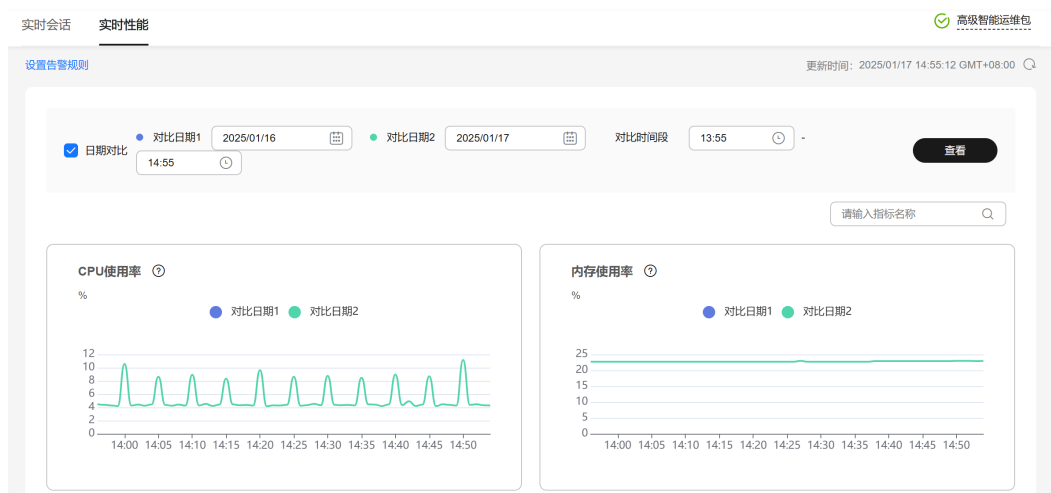 实时会话 实时性能 高级智能运维包
设置告警规则 更新时间：2025/01/17 14:55:12 GMT+08:00
日期对比 对比日期1 2025/01/16 对比日期2 2025/01/17 对比时间段 13:55 -
14:55
查看
请输入指标名称
CPU使用率
%
对比日期1 对比日期2
12
10
8
6
4
2
0
14:00 14:05 14:10 14:15 14:20 14:25 14:30 14:35 14:40 14:45 14:50
内存使用率
%
对比日期1 对比日期2
25
20
15
10
5
0
14:00 14:05 14:10 14:15 14:20 14:25 14:30 14:35 14:40 14:45 14:50